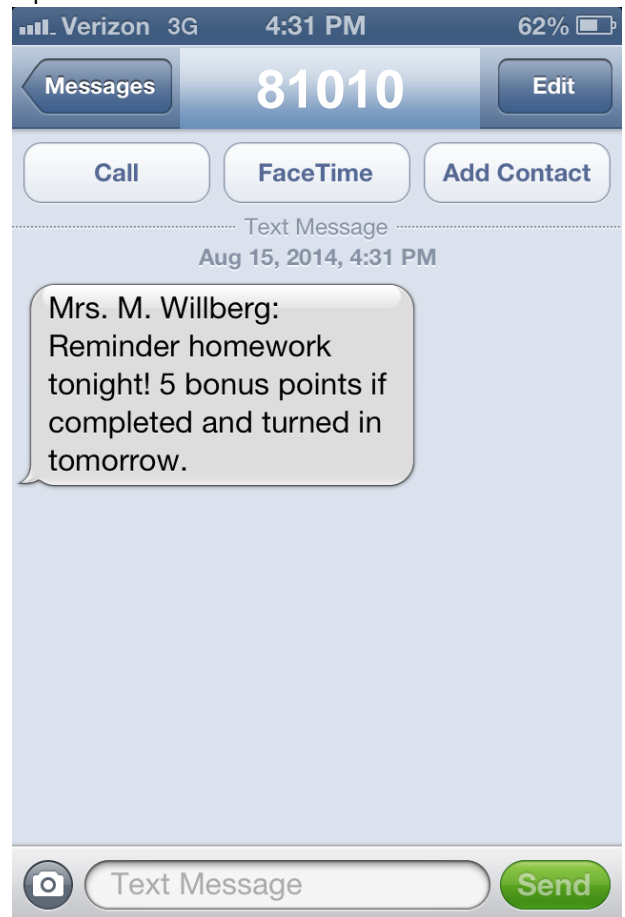 Verizon 3G 4:31 PM 62%
Messages 81010 Edit
Call FaceTime Add Contact
Text Message
Aug 15, 2014, 4:31 PM
Mrs. M. Willberg:
Reminder homework
tonight! 5 bonus points if
completed and turned in
tomorrow.
Text Message Send